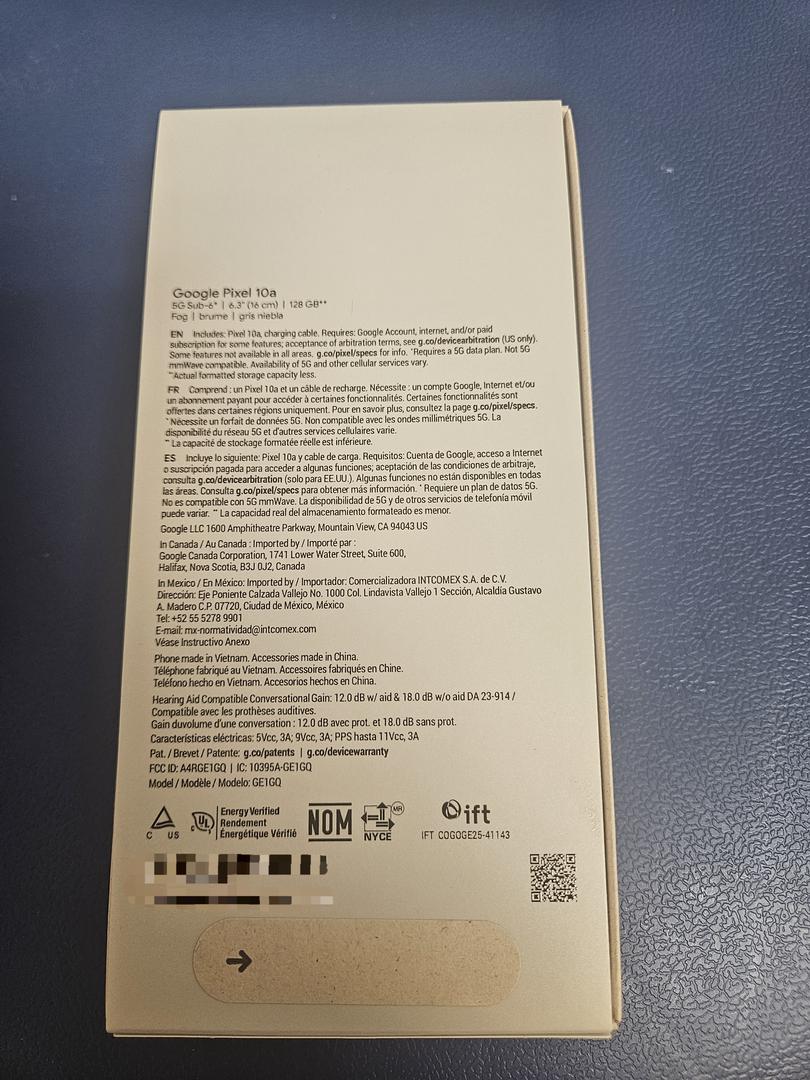 Google Pixel 10a
5G Sub-6* | 6.3" (16 cm) | 128 GB**
Fog | brume | gris niebla
EN Includes: Pixel 10a, charging cable. Requires: Google Account, internet, and/or paid
subscription for some features; acceptance of arbitration terms, see g.co/devicearbitration (US only).
Some features not available in all areas. g.co/pixel/specs for info. *Requires a 5G data plan. Not 5G
mmWave compatible. Availability of 5G and other cellular services vary.
**Actual formatted storage capacity less.
FR Comprend : un Pixel 10a et un câble de recharge. Nécessite : un compte Google, Internet et/ou
un abonnement payant pour accéder à certaines fonctionnalités. Certaines fonctionnalités sont
offertes dans certaines régions uniquement. Pour en savoir plus, consultez la page g.co/pixel/specs.
* Nécessite un forfait de données 5G. Non compatible avec les ondes millimétriques 5G. La
disponibilité du réseau 5G et d'autres services cellulaires varie.
** La capacité de stockage formatée réelle est inférieure.
ES Incluye lo siguiente: Pixel 10a y cable de carga. Requisitos: Cuenta de Google, acceso a Internet
o suscripción pagada para acceder a algunas funciones; aceptación de las condiciones de arbitraje,
consulta g.co/devicearbitration (solo para EE.UU.). Algunas funciones no están disponibles en todas
las áreas. Consulta g.co/pixel/specs para obtener más información. * Requiere un plan de datos 5G.
No es compatible con 5G mmWave. La disponibilidad de 5G y de otros servicios de telefonía móvil
puede variar. ** La capacidad real del almacenamiento formateado es menor.
Google LLC 1600 Amphitheatre Parkway, Mountain View, CA 94043 US
In Canada / Au Canada : Imported by / Importé par :
Google Canada Corporation, 1741 Lower Water Street, Suite 600,
Halifax, Nova Scotia, B3J 0J2, Canada
In Mexico / En México: Imported by / Importador: Comercializadora INTCOMEX S.A. de C.V.
Dirección: Eje Poniente Calzada Vallejo No. 1000 Col. Lindavista Vallejo 1 Sección, Alcaldía Gustavo
A. Madero C.P. 07720, Ciudad de México, México
Tel: +52 55 5278 9901
E-mail: mx-normatividad@intcomex.com
Véase Instructivo Anexo
Phone made in Vietnam. Accessories made in China.
Téléphone fabriqué au Vietnam. Accessoires fabriqués en Chine.
Teléfono hecho en Vietnam. Accesorios hechos en China.
Hearing Aid Compatible Conversational Gain: 12.0 dB w/ aid & 18.0 dB w/o aid DA 23-914 /
Compatible avec les prothèses auditives.
Gain duvolume d'une conversation : 12.0 dB avec prot. et 18.0 dB sans prot.
Características eléctricas: 5Vcc, 3A; 9Vcc, 3A; PPS hasta 11Vcc, 3A
Pat. / Brevet / Patente: g.co/patents | g.co/devicewarranty
FCC ID: A4RGE1GQ | IC: 10395A-GE1GQ
Model / Modèle / Modelo: GE1GQ
C US
c UL us
Energy Verified
Rendement
Énergétique Vérifié
NOM
MR
NYCE
ift
IFT COGOGE25-41143